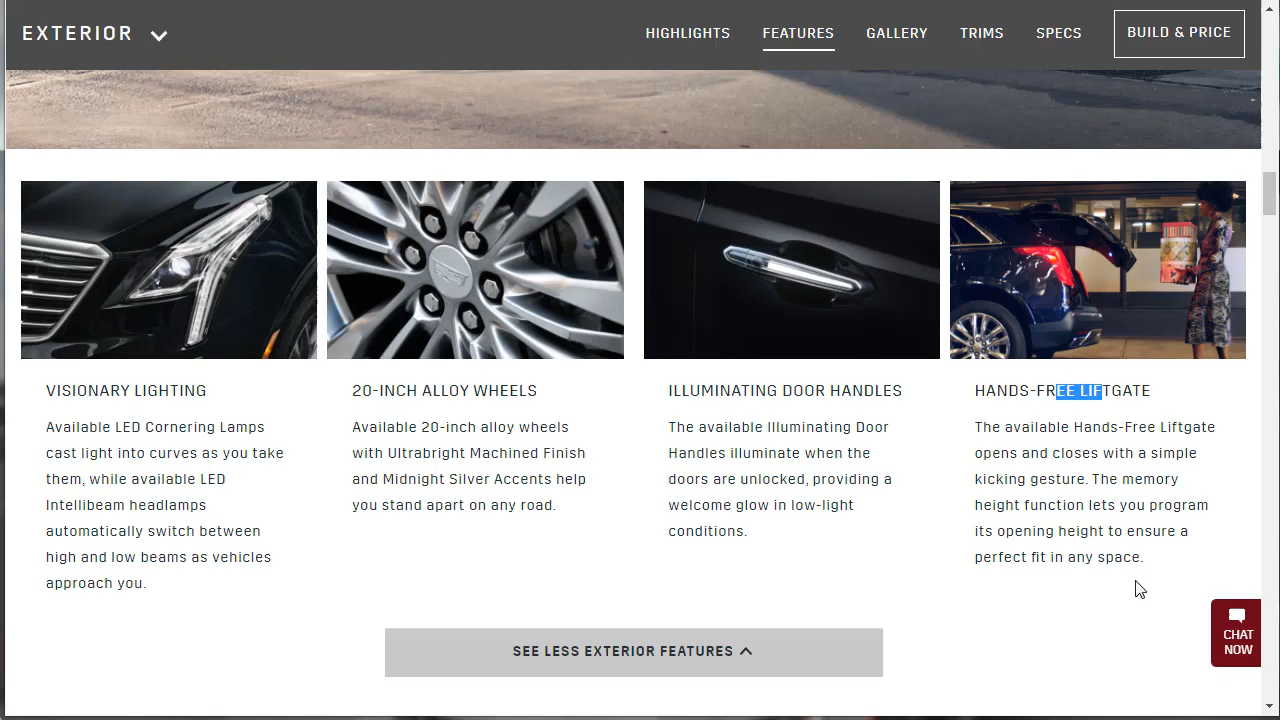 EXTERIOR
HIGHLIGHTS
FEATURES
GALLERY
TRIMS
SPECS
BUILD & PRICE
VISIONARY LIGHTING
Available LED Cornering Lamps
cast light into curves as you take
them, while available LED
Intellibeam headlamps
automatically switch between
high and low beams as vehicles
approach you.
20-INCH ALLOY WHEELS
Available 20-inch alloy wheels
with Ultrabright Machined Finish
and Midnight Silver Accents help
you stand apart on any road.
ILLUMINATING DOOR HANDLES
The available Illuminating Door
Handles illuminate when the
doors are unlocked, providing a
welcome glow in low-light
conditions.
HANDS-FREE LIFTGATE
The available Hands-Free Liftgate
opens and closes with a simple
kicking gesture. The memory
height function lets you program
its opening height to ensure a
perfect fit in any space.
SEE LESS EXTERIOR FEATURES
CHAT
NOW